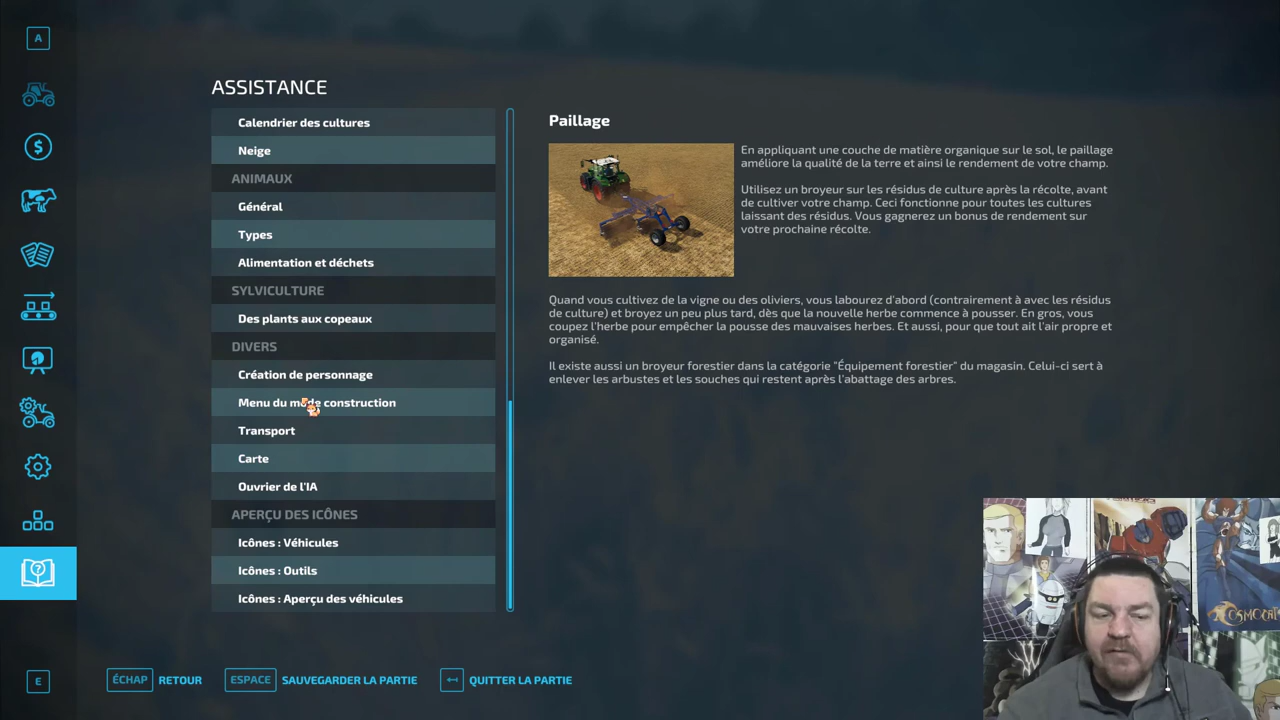 A
ASSISTANCE
Calendrier des cultures
Neige
ANIMAUX
Général
Types
Alimentation et déchets
SYLVICULTURE
Des plants aux copeaux
DIVERS
Création de personnage
Menu du mode construction
Transport
Carte
Ouvrier de l'IA
APERÇU DES ICÔNES
Icônes : Véhicules
Icônes : Outils
Icônes : Aperçu des véhicules
Paillage
En appliquant une couche de matière organique sur le sol, le paillage
améliore la qualité de la terre et ainsi le rendement de votre champ.
Utilisez un broyeur sur les résidus de culture après la récolte, avant
de cultiver votre champ. Ceci fonctionne pour toutes les cultures
laissant des résidus. Vous gagnerez un bonus de rendement sur
votre prochaine récolte.
Quand vous cultivez de la vigne ou des oliviers, vous labourez d'abord (contrairement à avec les résidus
de culture) et broyez un peu plus tard, dès que la nouvelle herbe commence à pousser. En gros, vous
coupez l'herbe pour empêcher la pousse des mauvaises herbes. Et aussi, pour que tout ait l'air propre et
organisé.
Il existe aussi un broyeur forestier dans la catégorie "Équipement forestier" du magasin. Celui-ci sert à
enlever les arbustes et les souches qui restent après l'abattage des arbres.
COSMOCATS
E
ÉCHAP RETOUR ESPACE SAUVEGARDER LA PARTIE QUITTER LA PARTIE